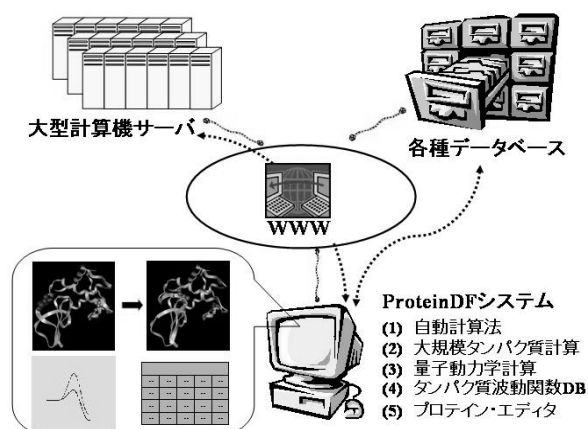 大型計算機サーバ
各種データベース
WWW
ProteinDFシステム
(1) 自動計算法
(2) 大規模タンパク質計算
(3) 量子動力学計算
(4) タンパク質波動関数DB
(5) プロテイン・エディタ